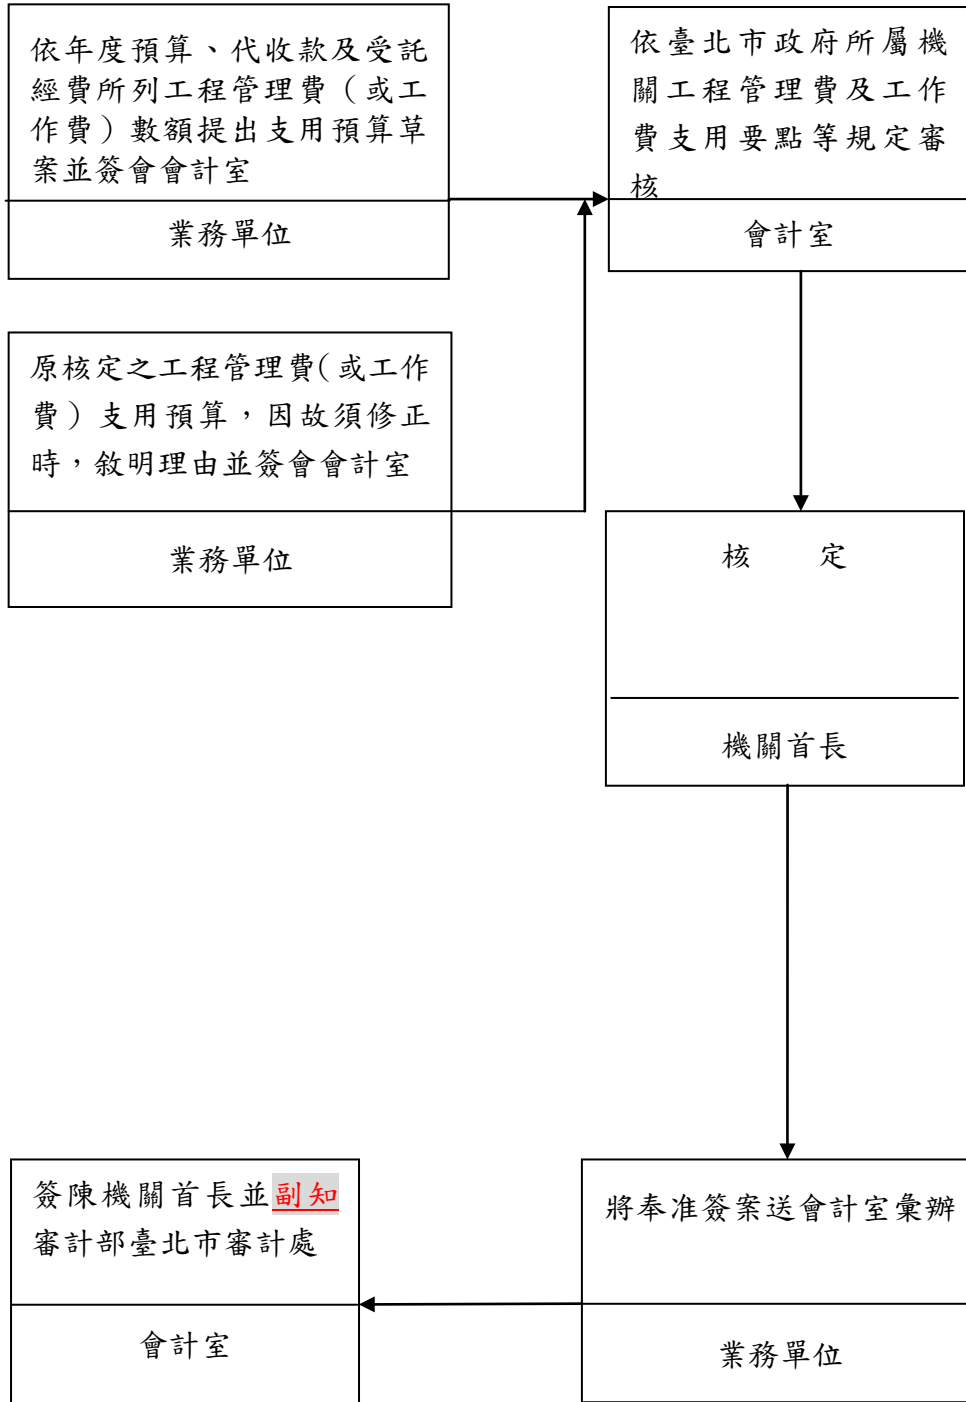 依年度預算、代收款及受託
經費所列工程管理費（或工
作費）數額提出支用預算草
案並簽會會計室
業務單位
依臺北市政府所屬機
關工程管理費及工作
費支用要點等規定審
核
會計室
原核定之工程管理費（或工作
費）支用預算，因故須修正
時，敘明理由並簽會會計室
業務單位
核　　定
機關首長
將奉准簽案送會計室彙辦
業務單位
簽陳機關首長並副知
審計部臺北市審計處
會計室